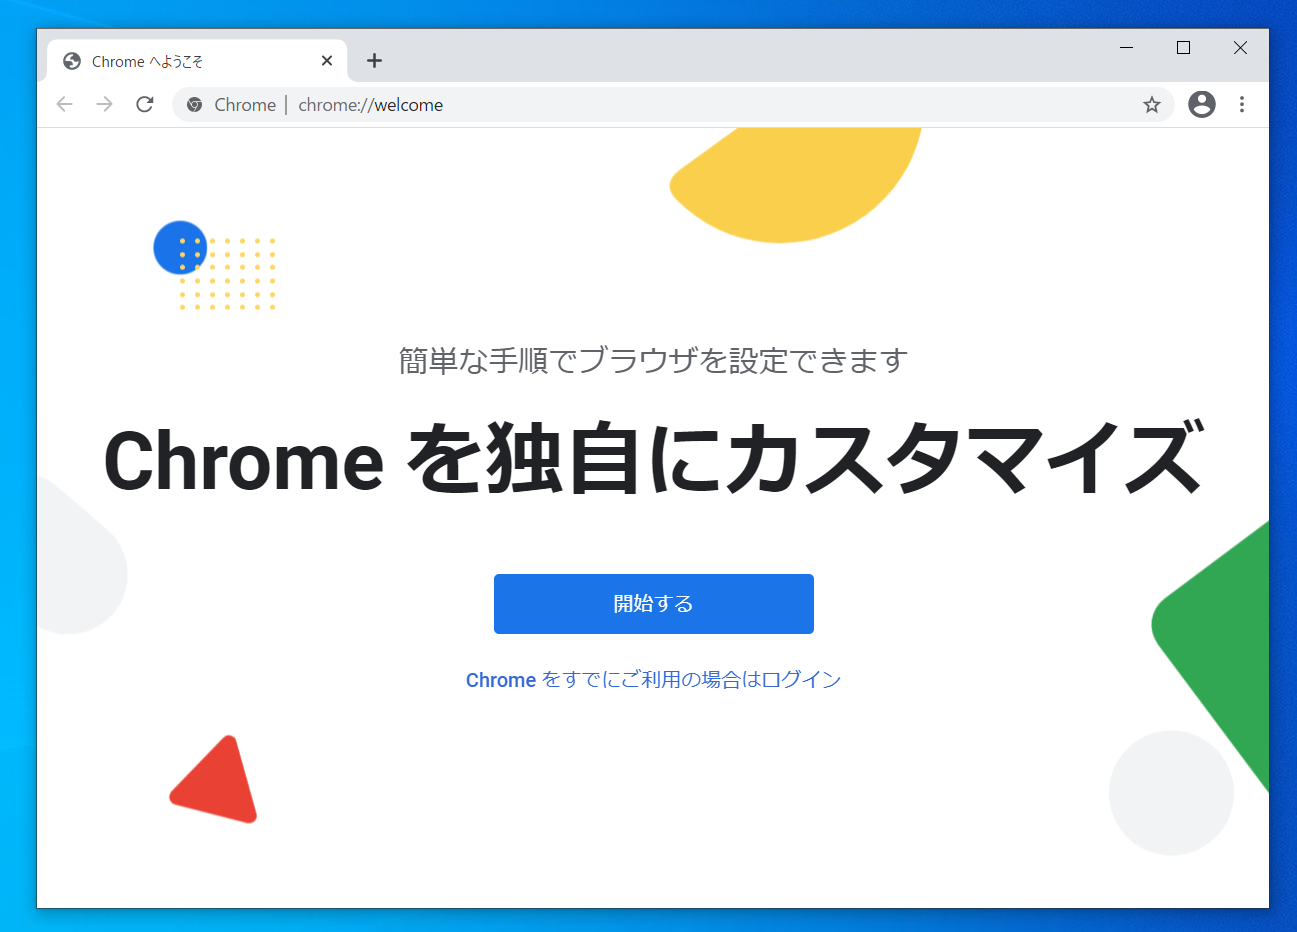 Chrome へようこそ
Chrome | chrome://welcome
簡単な手順でブラウザを設定できます
Chrome を独自にカスタマイズ
開始する
Chrome をすでにご利用の場合はログイン